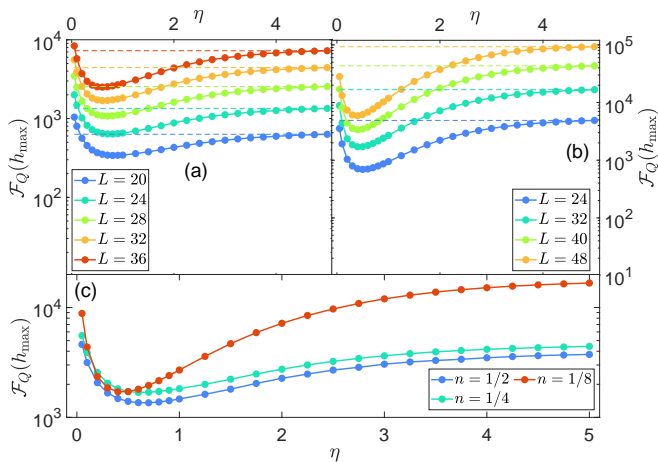 η
0 2 4
η
0 2 4
10^4
10^3
10^2
F_Q(h_max)
(a)
L = 20
L = 24
L = 28
L = 32
L = 36
(b)
L = 24
L = 32
L = 40
L = 48
10^5
10^4
10^3
10^2
10^1
F_Q(h_max)
(c)
10^4
10^3
F_Q(h_max)
n = 1/2
n = 1/4
n = 1/8
0 1 2 3 4 5
η